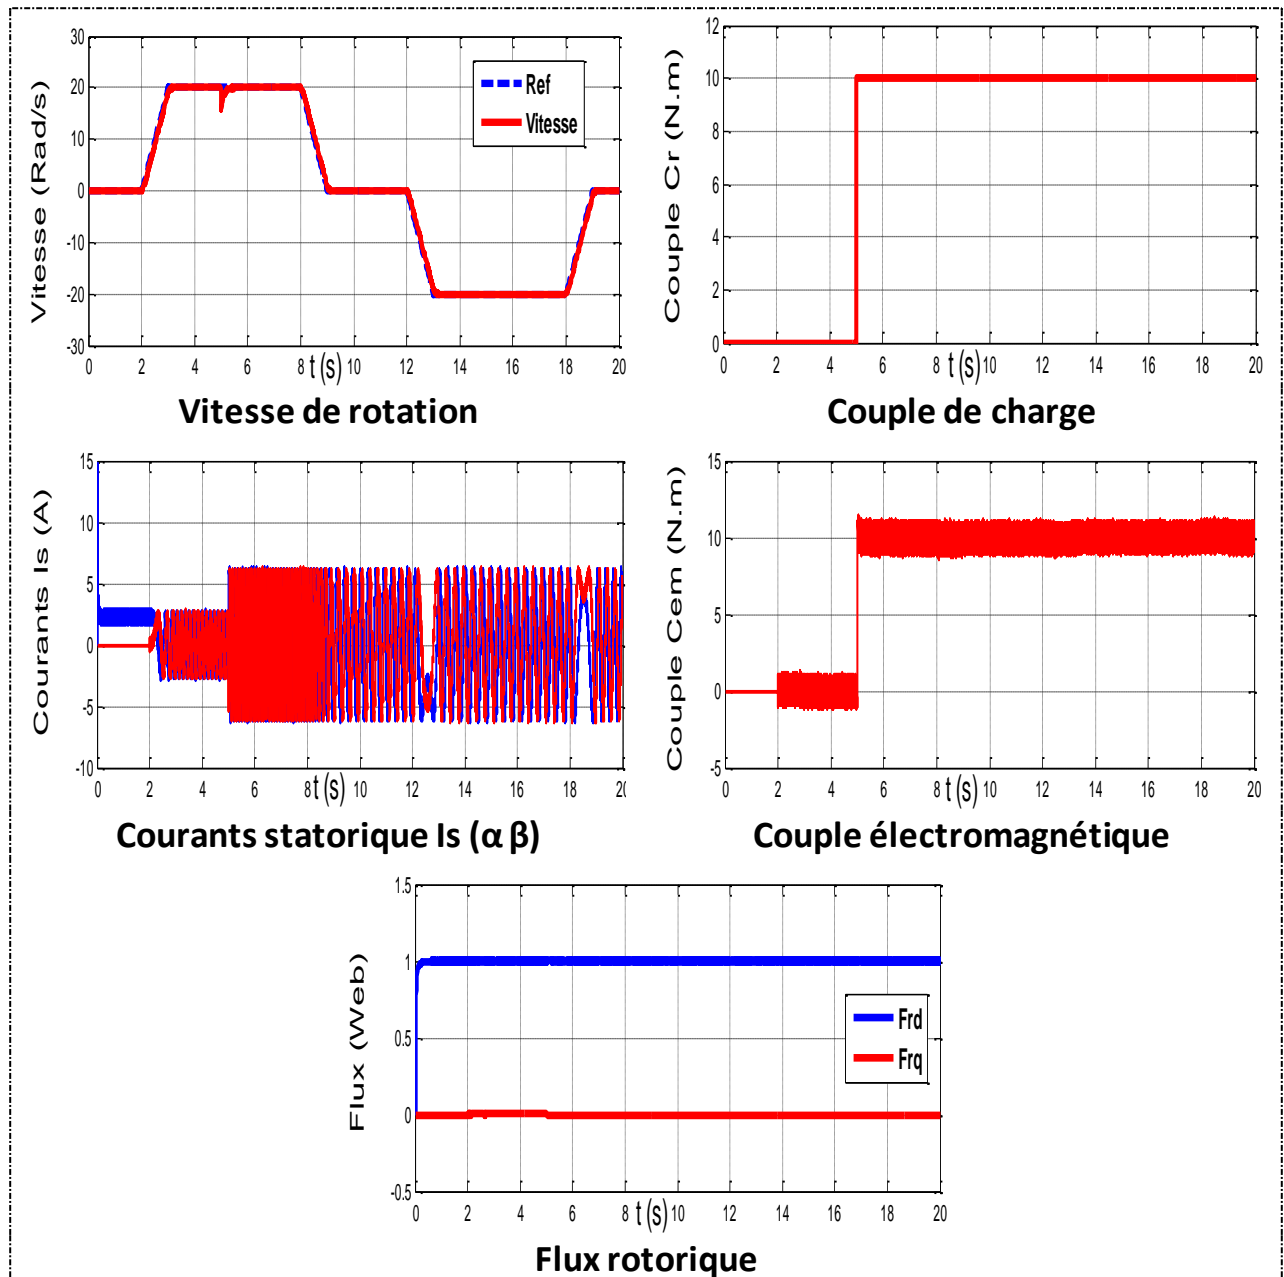 Vitesse (Rad/s)
30
20
10
0
-10
-20
-30
Ref
Vitesse
0 2 4 6 8 t (s) 12 14 16 18 20
Vitesse de rotation
Couple Cr (N.m)
12
10
8
6
4
2
0
0 2 4 6 8 t (s) 10 12 14 16 18 20
Couple de charge
Courants Is (A)
15
10
5
0
-5
-10
0 2 4 6 8 t (s) 10 12 14 16 18 20
Courants statorique Is (α β)
Couple Cem (N.m)
15
10
5
0
-5
0 2 4 6 8 t (s) 10 12 14 16 18 20
Couple électromagnétique
Flux (Web)
1.5
1
0.5
0
-0.5
Frd
Frq
0 2 4 6 8 t (s) 10 12 14 16 18 20
Flux rotorique